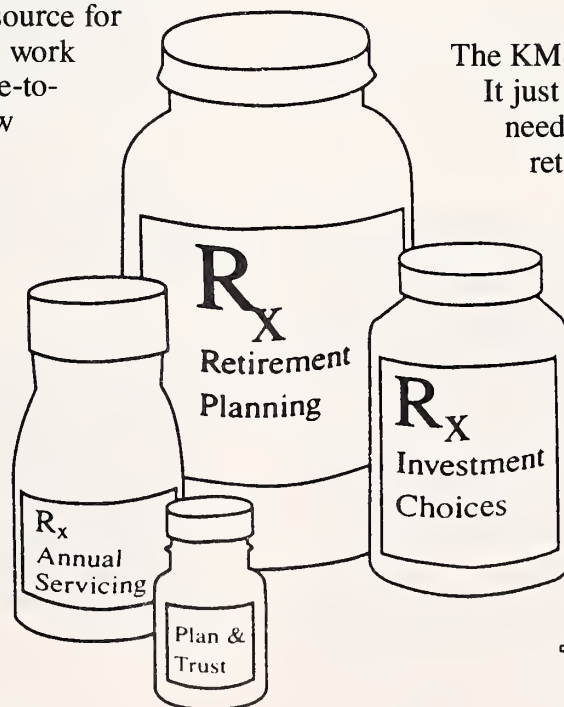 source for
work
e-to-
w
The KM
It just
need
ret
Rx
Retirement
Planning
Rx
Investment
Choices
Rx
Annual
Servicing
Plan &
Trust